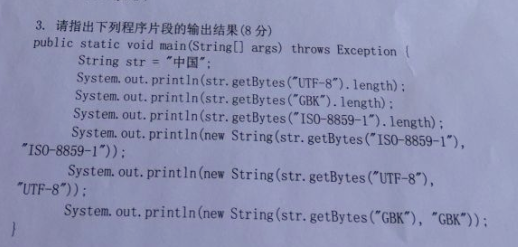 3. 请指出下列程序片段的输出结果(8分)
public static void main(String[] args) throws Exception {
String str = "中国";
System.out.println(str.getBytes("UTF-8").length);
System.out.println(str.getBytes("GBK").length);
System.out.println(str.getBytes("ISO-8859-1").length);
System.out.println(new String(str.getBytes("ISO-8859-1"),
"ISO-8859-1"));
System.out.println(new String(str.getBytes("UTF-8"),
"UTF-8"));
System.out.println(new String(str.getBytes("GBK"), "GBK"));
}